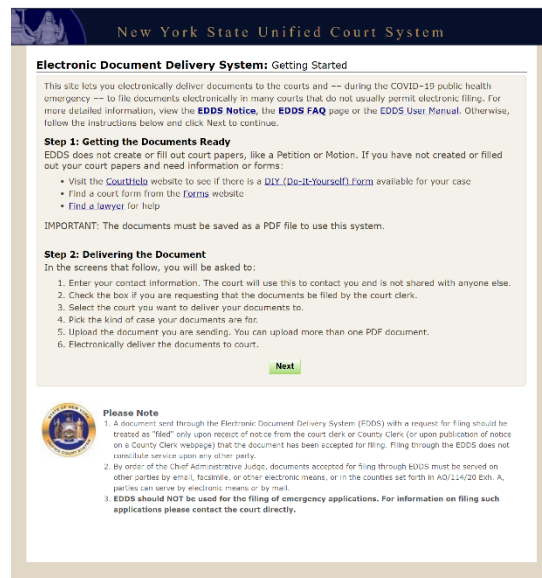 New York State Unified Court System
Electronic Document Delivery System: Getting Started
This site lets you electronically deliver documents to the courts and -- during the COVID-19 public health
emergency -- to file documents electronically in many courts that do not usually permit electronic filing. For
more detailed information, view the EDDS Notice, the EDDS FAQ page or the EDDS User Manual. Otherwise,
follow the instructions below and click Next to continue.
Step 1: Getting the Documents Ready
EDDS does not create or fill out court papers, like a Petition or Motion. If you have not created or filled
out your court papers and need information or forms:
• Visit the CourtHelp website to see if there is a DIY (Do-It-Yourself) Form available for your case
• Find a court form from the Forms website
• Find a lawyer for help
IMPORTANT: The documents must be saved as a PDF file to use this system.
Step 2: Delivering the Document
In the screens that follow, you will be asked to:
1. Enter your contact information. The court will use this to contact you and is not shared with anyone else.
2. Check the box if you are requesting that the documents be filed by the court clerk.
3. Select the court you want to deliver your documents to.
4. Pick the kind of case your documents are for.
5. Upload the document you are sending. You can upload more than one PDF document.
6. Electronically deliver the documents to court.
Next
STATE OF NEW YORK
UNIFIED COURT SYSTEM
Please Note
1. A document sent through the Electronic Document Delivery System (EDDS) with a request for filing should be
treated as "filed" only upon receipt of notice from the court clerk or County Clerk (or upon publication of notice
on a County Clerk webpage) that the document has been accepted for filing. Filing through the EDDS does not
constitute service upon any other party.
2. By order of the Chief Administrative Judge, documents accepted for filing through EDDS must be served on
other parties by email, facsimile, or other electronic means, or in the counties set forth in AO/114/20 Exh. A,
parties can serve by electronic means or by mail.
3. EDDS should NOT be used for the filing of emergency applications. For information on filing such
applications please contact the court directly.